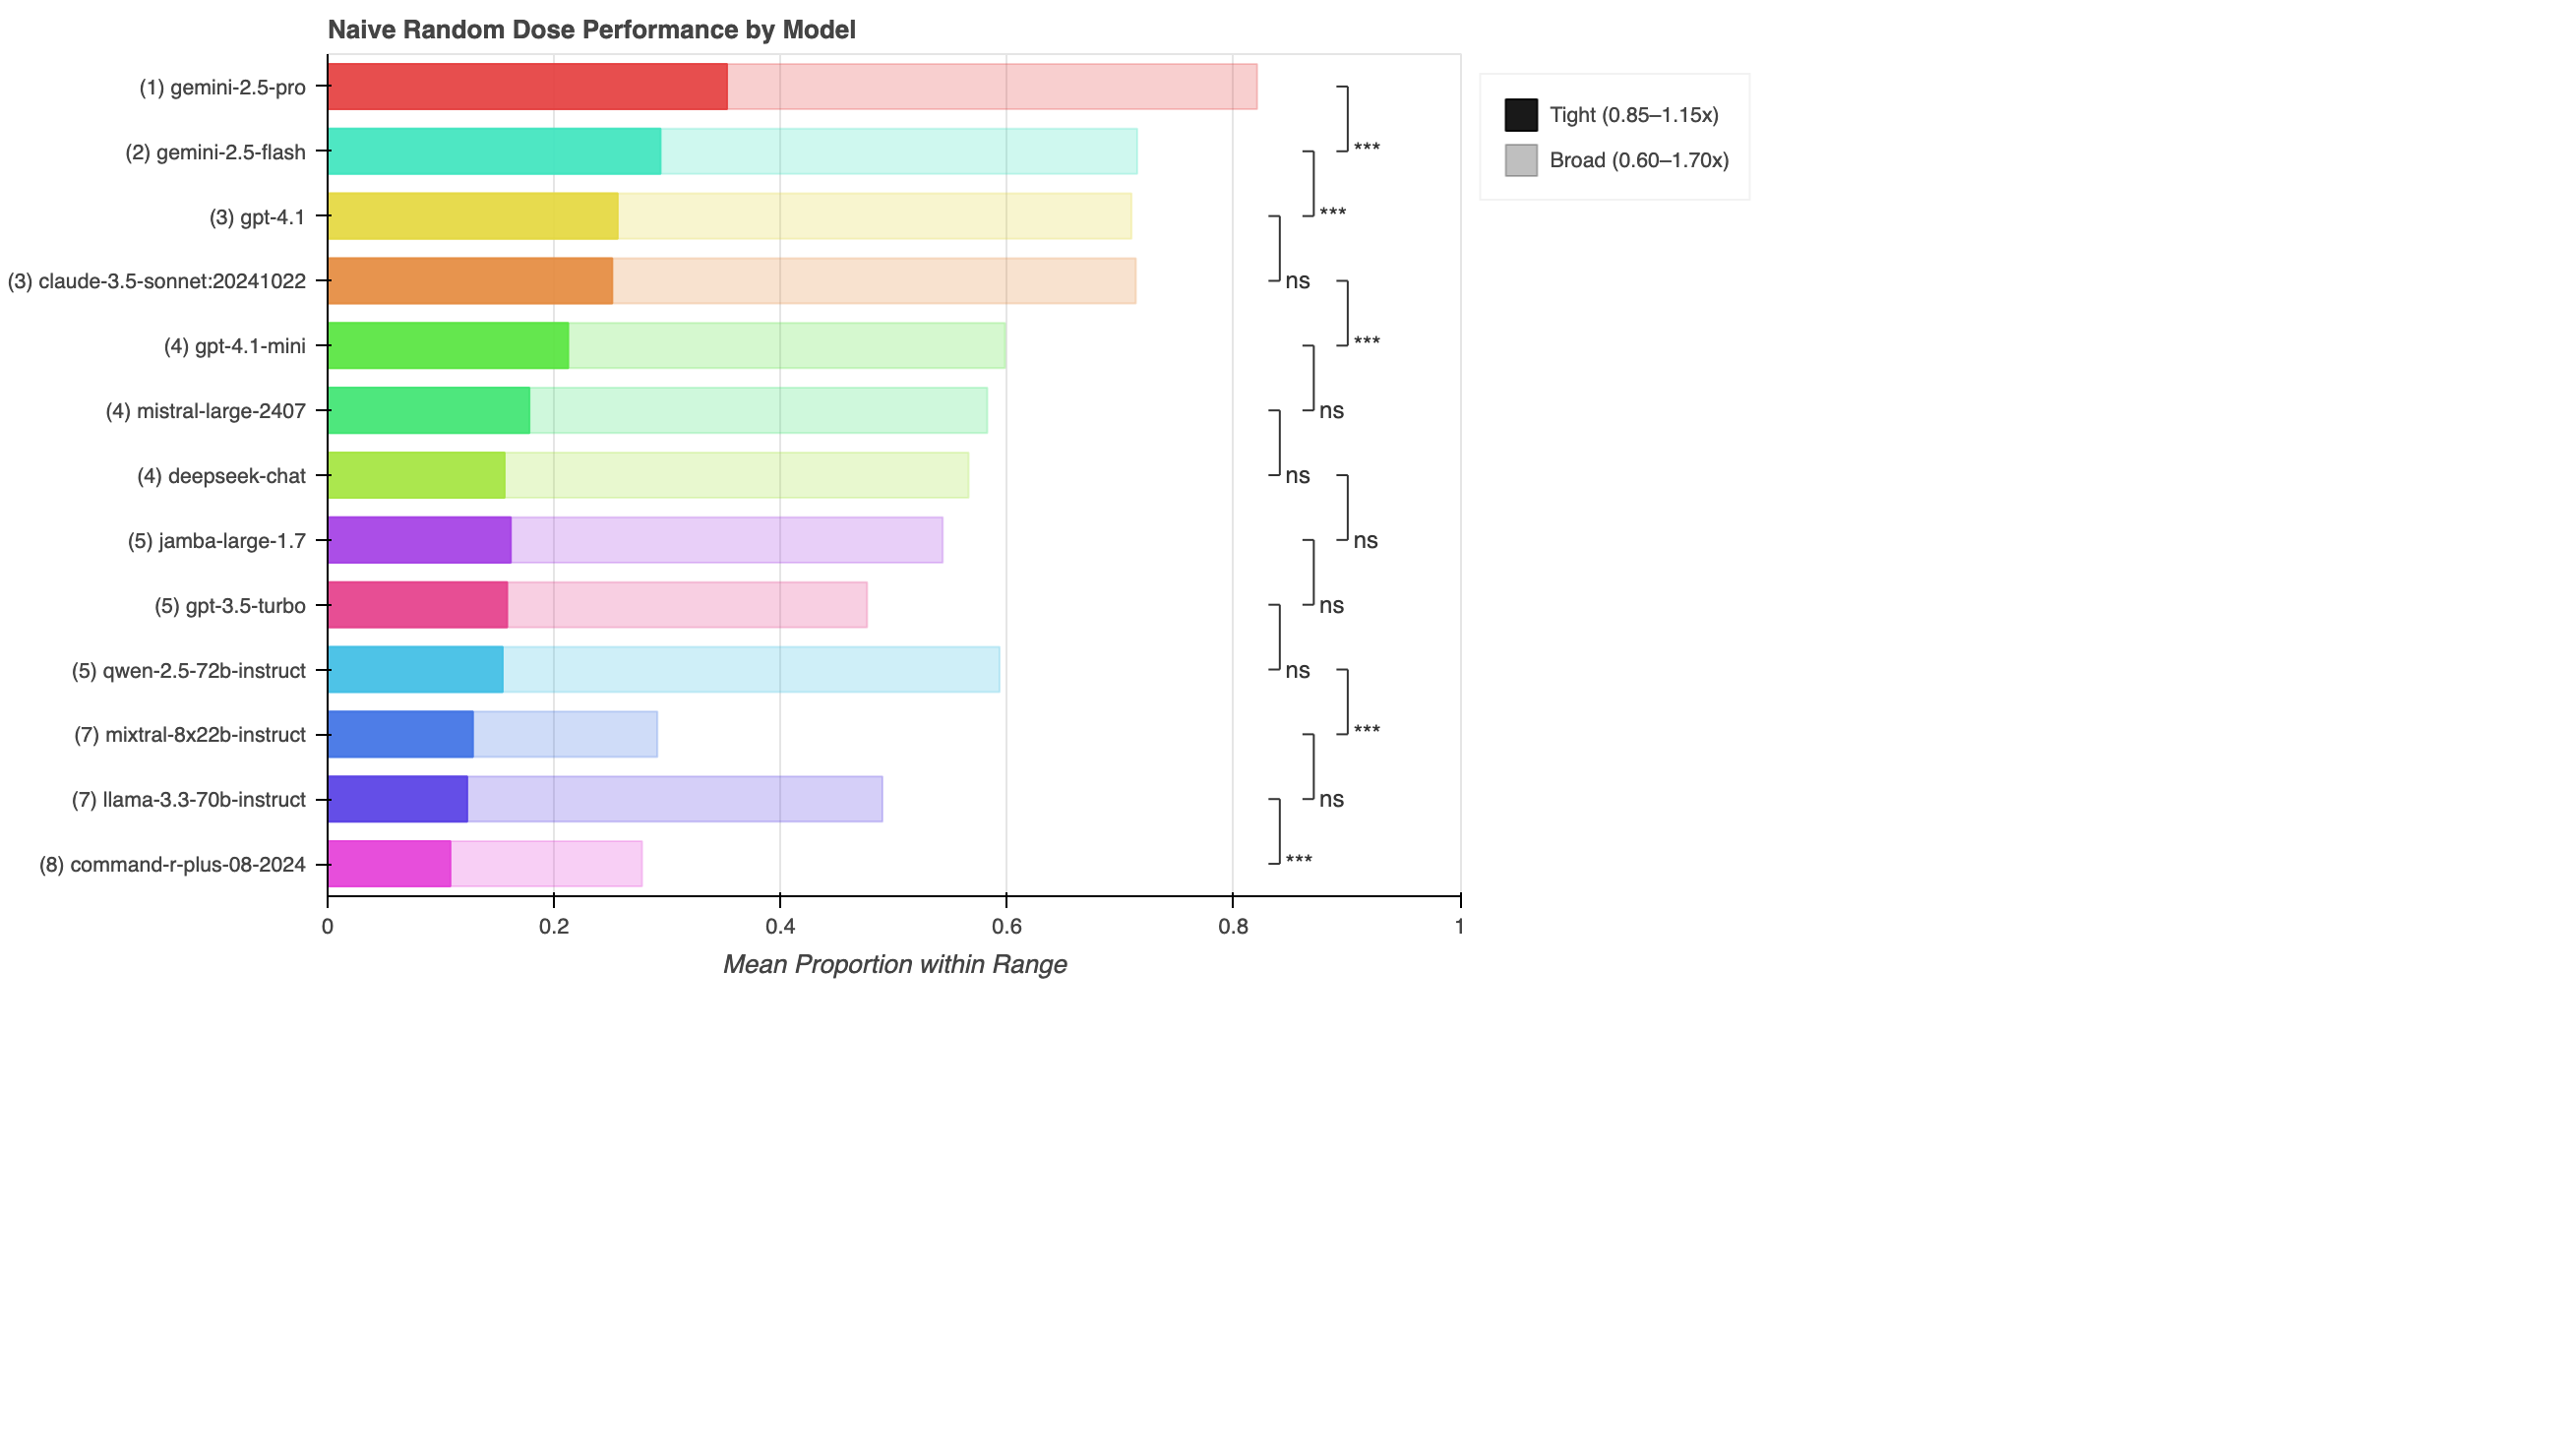 Naive Random Dose Performance by Model
(1) gemini-2.5-pro
(2) gemini-2.5-flash
(3) gpt-4.1
(3) claude-3.5-sonnet:20241022
(4) gpt-4.1-mini
(4) mistral-large-2407
(4) deepseek-chat
(5) jamba-large-1.7
(5) gpt-3.5-turbo
(5) qwen-2.5-72b-instruct
(7) mixtral-8x22b-instruct
(7) llama-3.3-70b-instruct
(8) command-r-plus-08-2024
***
***
ns
***
ns
ns
ns
ns
ns
***
ns
***
0 0.2 0.4 0.6 0.8 1
Mean Proportion within Range
Tight (0.85–1.15x)
Broad (0.60–1.70x)